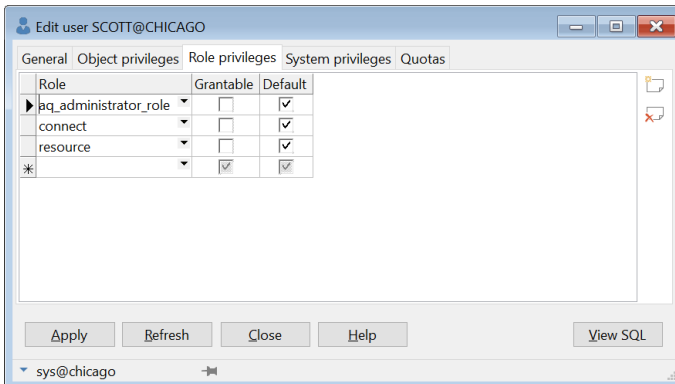 Edit user SCOTT@CHICAGO
General Object privileges Role privileges System privileges Quotas
Role Grantable Default
aq_administrator_role
connect
resource
Apply Refresh Close Help View SQL
sys@chicago